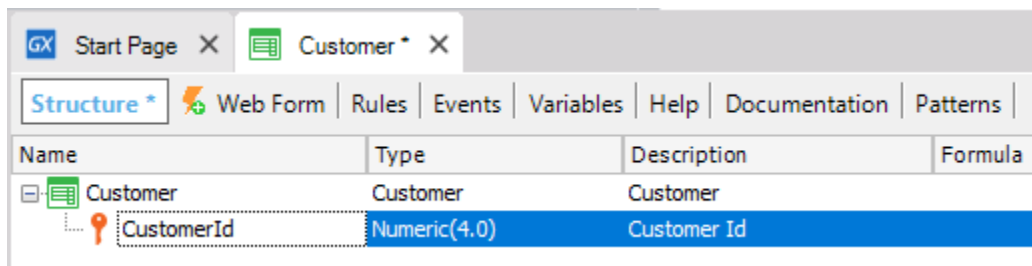 GX Start Page Customer *
Structure * Web Form Rules Events Variables Help Documentation Patterns
Name Type Description Formula
Customer Customer Customer
CustomerId Numeric(4.0) Customer Id